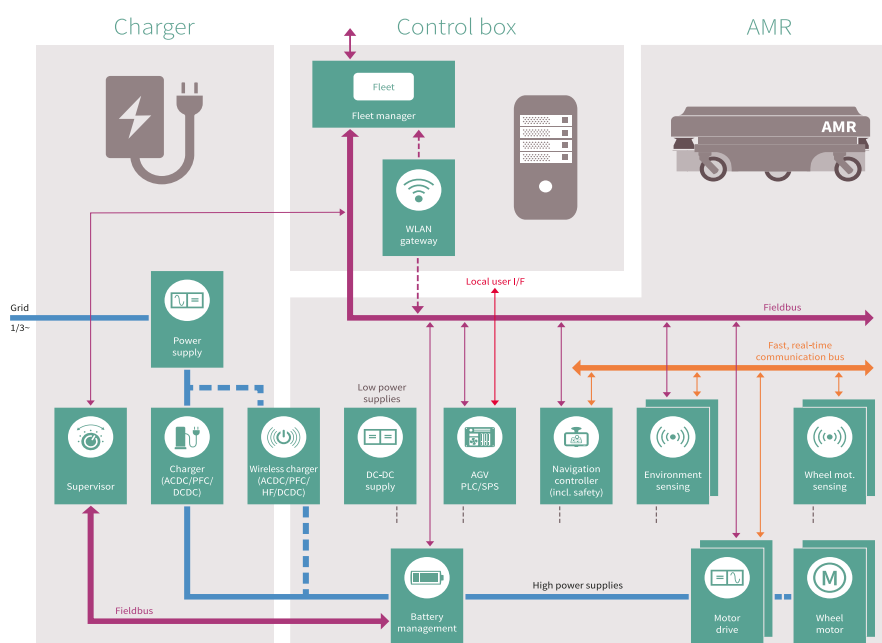 Charger
Control box
AMR
Fleet
Fleet manager
AMR
WLAN
gateway
Local user I/F
Grid
1/3~
Fieldbus
Power
supply
Fast, real-time
communication bus
Low power
supplies
Supervisor
Charger
(ACDC/PFC/
DCDC)
Wireless charger
(ACDC/PFC/
HF/DCDC)
DC-DC
supply
AGV
PLC/SPS
Navigation
controller
(incl. safety)
Environment
sensing
Wheel mot.
sensing
High power supplies
Fieldbus
Battery
management
Motor
drive
M
Wheel
motor